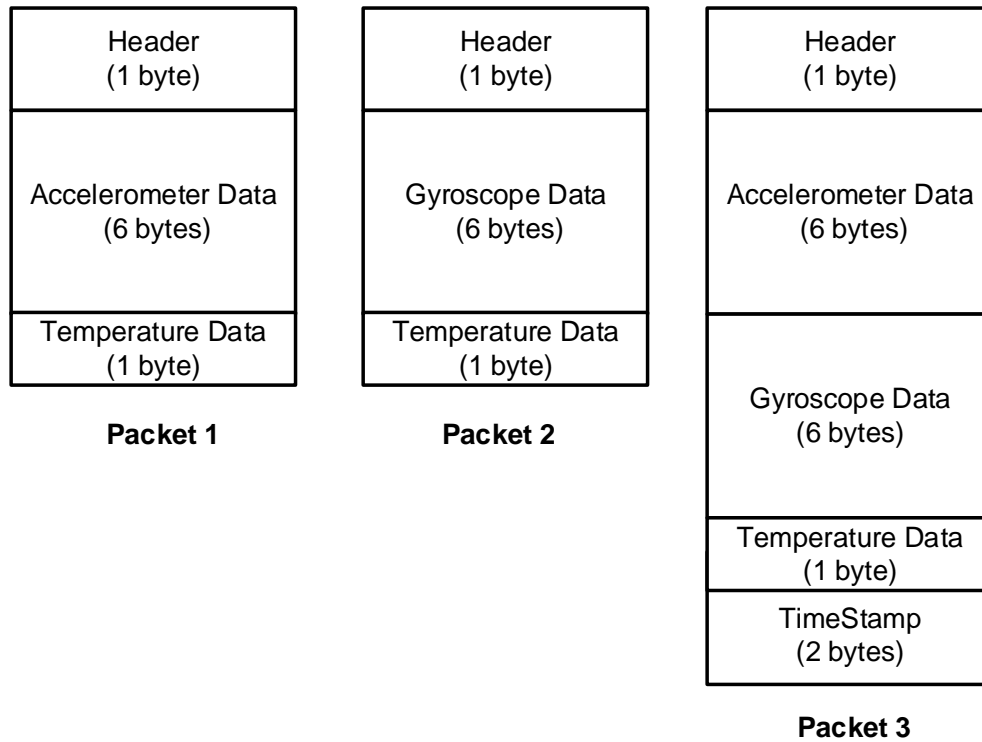 Header
(1 byte)
Accelerometer Data
(6 bytes)
Temperature Data
(1 byte)
Packet 1
Header
(1 byte)
Gyroscope Data
(6 bytes)
Temperature Data
(1 byte)
Packet 2
Header
(1 byte)
Accelerometer Data
(6 bytes)
Gyroscope Data
(6 bytes)
Temperature Data
(1 byte)
TimeStamp
(2 bytes)
Packet 3